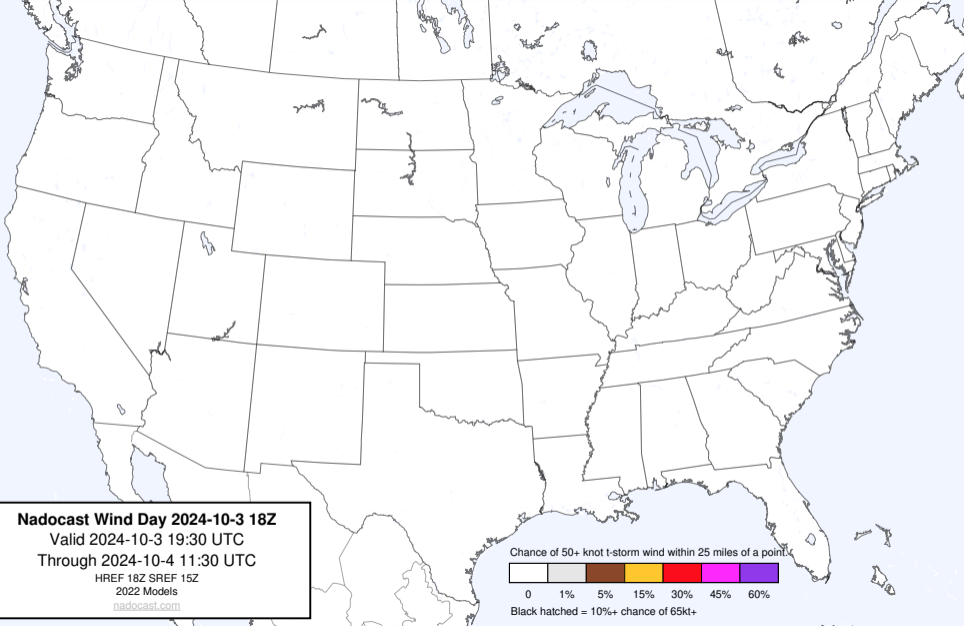 Nadocast Wind Day 2024-10-3 18Z
Valid 2024-10-3 19:30 UTC
Through 2024-10-4 11:30 UTC
HREF 18Z SREF 15Z
2022 Models
nadocast.com
Chance of 50+ knot t-storm wind within 25 miles of a point.
0 1% 5% 15% 30% 45% 60%
Black hatched = 10%+ chance of 65kt+